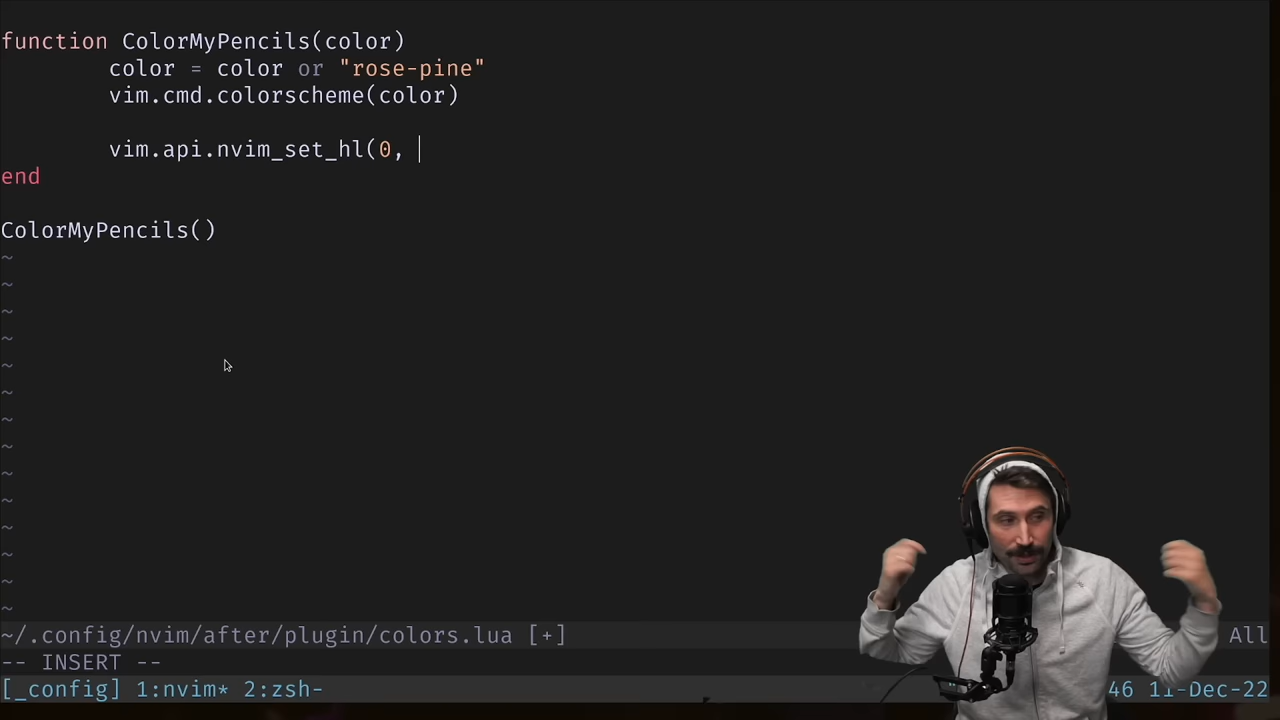 function ColorMyPencils(color)
        color = color or "rose-pine"
        vim.cmd.colorscheme(color)

        vim.api.nvim_set_hl(0, 
end

ColorMyPencils()
~
~
~
~
~
~
~
~
~
~
~
~
~
~
~/.config/nvim/after/plugin/colors.lua [+] All
-- INSERT --
[_config] 1:nvim* 2:zsh- 46 11-Dec-22